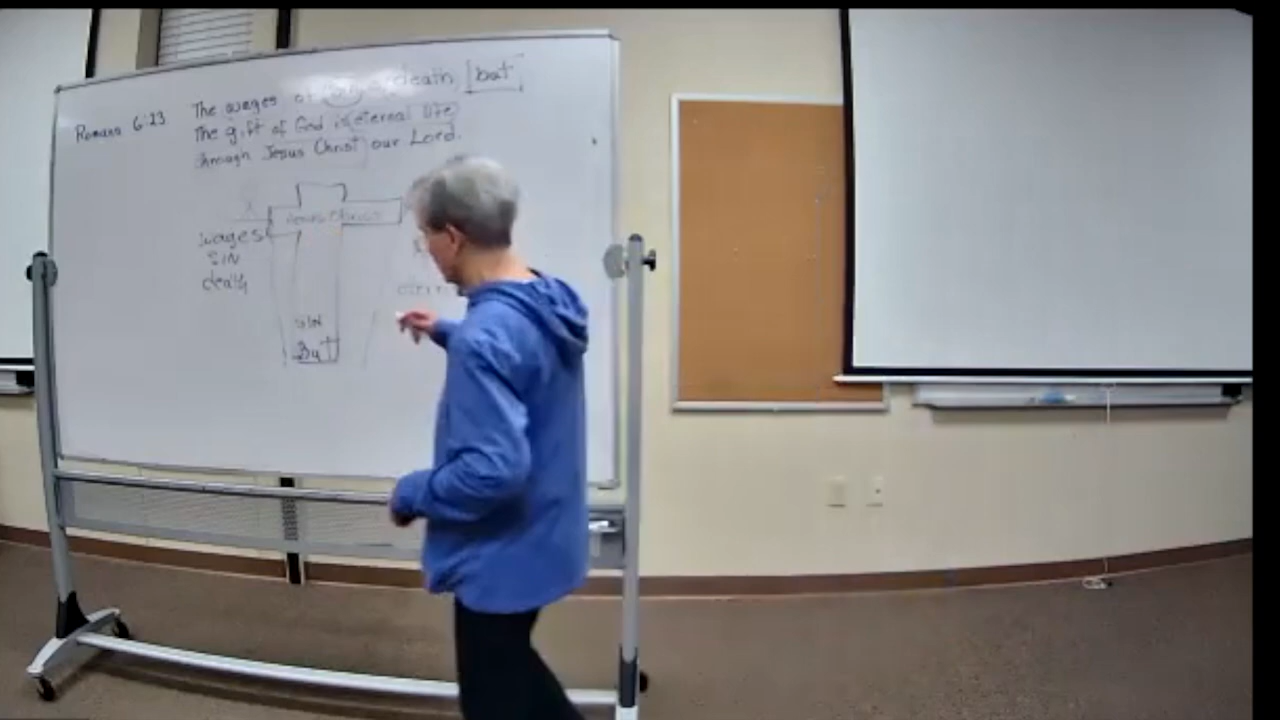 Romans 6:23
The wages of death but
The gift of God is eternal life
through Jesus Christ our Lord.
Jesus Christ
wages
SIN
death
SIN
But